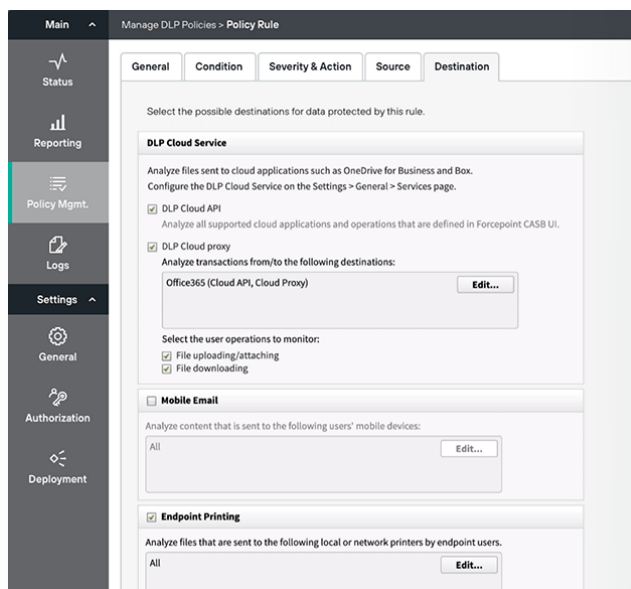 Main
Manage DLP Policies > Policy Rule
Status
Reporting
Policy Mgmt.
Logs
Settings
General
Authorization
Deployment
General
Condition
Severity & Action
Source
Destination
Select the possible destinations for data protected by this rule.
DLP Cloud Service
Analyze files sent to cloud applications such as OneDrive for Business and Box.
Configure the DLP Cloud Service on the Settings > General > Services page.
DLP Cloud API
Analyze all supported cloud applications and operations that are defined in Forcepoint CASB UI.
DLP Cloud proxy
Analyze transactions from/to the following destinations:
Office365 (Cloud API, Cloud Proxy)
Edit...
Select the user operations to monitor:
File uploading/attaching
File downloading
Mobile Email
Analyze content that is sent to the following users' mobile devices:
All
Edit...
Endpoint Printing
Analyze files that are sent to the following local or network printers by endpoint users.
All
Edit...